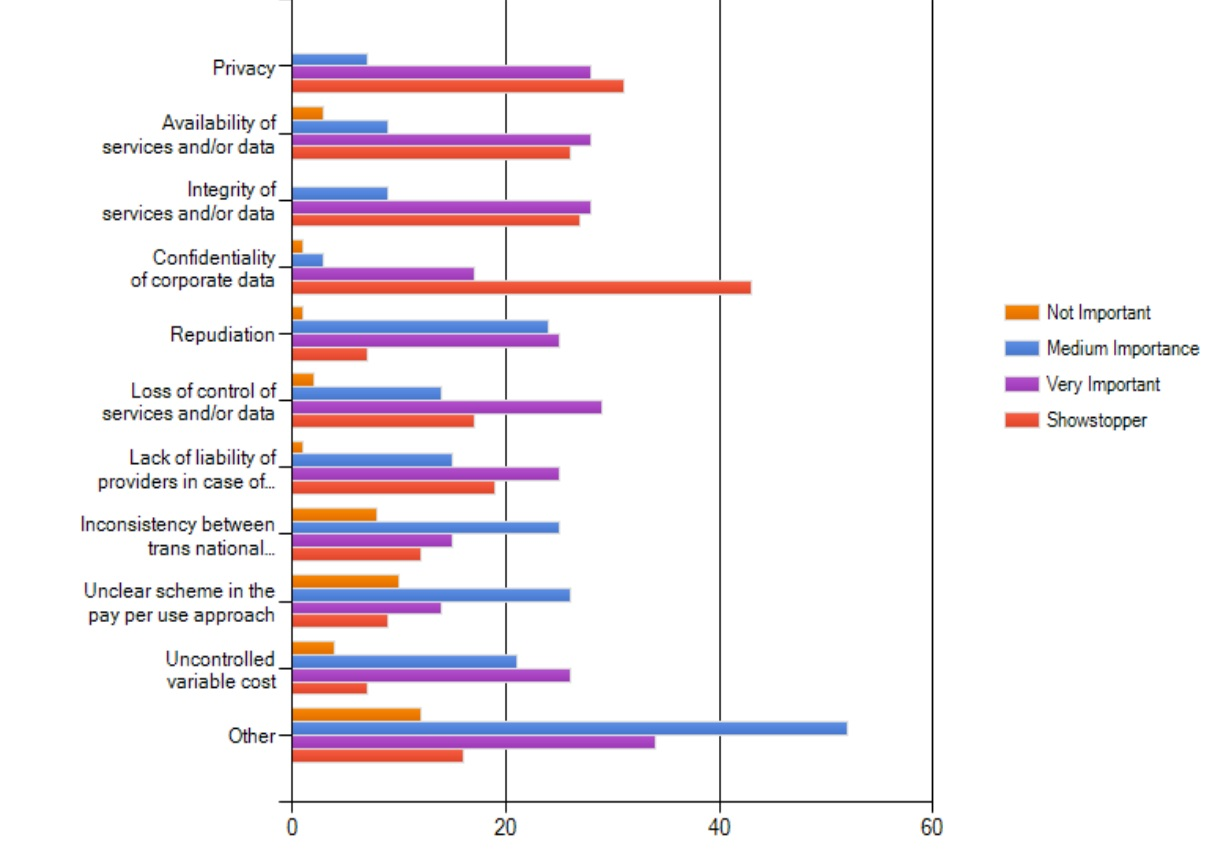 Privacy
Availability of
services and/or data
Integrity of
services and/or data
Confidentiality
of corporate data
Repudiation
Loss of control of
services and/or data
Lack of liability of
providers in case of...
Inconsistency between
trans national...
Unclear scheme in the
pay per use approach
Uncontrolled
variable cost
Other
0 20 40 60
Not Important
Medium Importance
Very Important
Showstopper